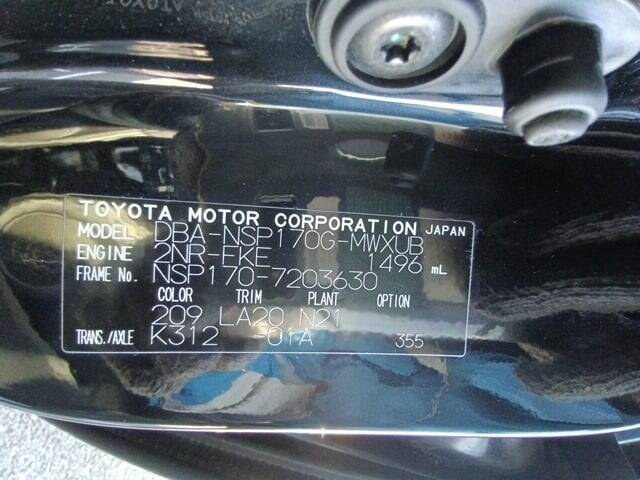 TOYOTA MOTOR CORPORATION JAPAN
MODEL DBA-NSP170G-MWXUB
ENGINE 2NR-FKE 1496 mL
FRAME No. NSP170-7203630
COLOR TRIM PLANT OPTION
209 LA20 N21
TRANS./AXLE K312 -01A 355